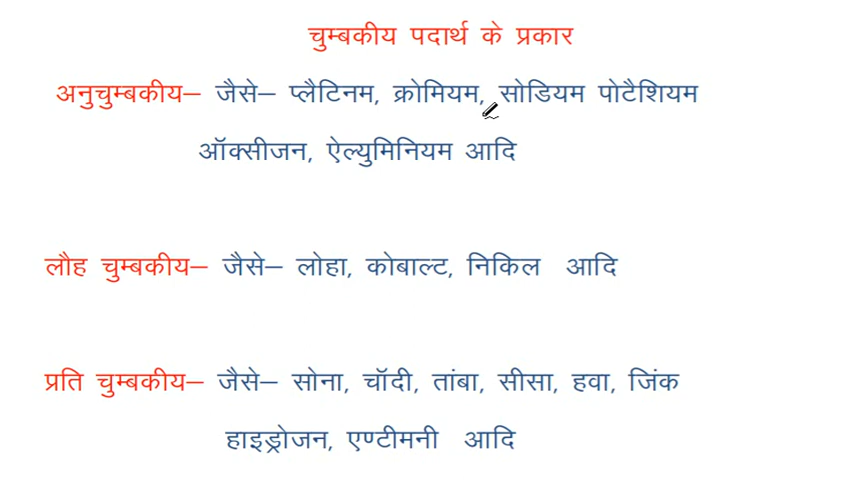 चुम्बकीय पदार्थ के प्रकार
अनुचुम्बकीय– जैसे– प्लैटिनम, क्रोमियम, सोडियम पोटैशियम
ऑक्सीजन, ऐल्युमिनियम आदि
लौह चुम्बकीय– जैसे– लोहा, कोबाल्ट, निकिल आदि
प्रति चुम्बकीय– जैसे– सोना, चॉदी, तांबा, सीसा, हवा, जिंक
हाइड्रोजन, एण्टीमनी आदि